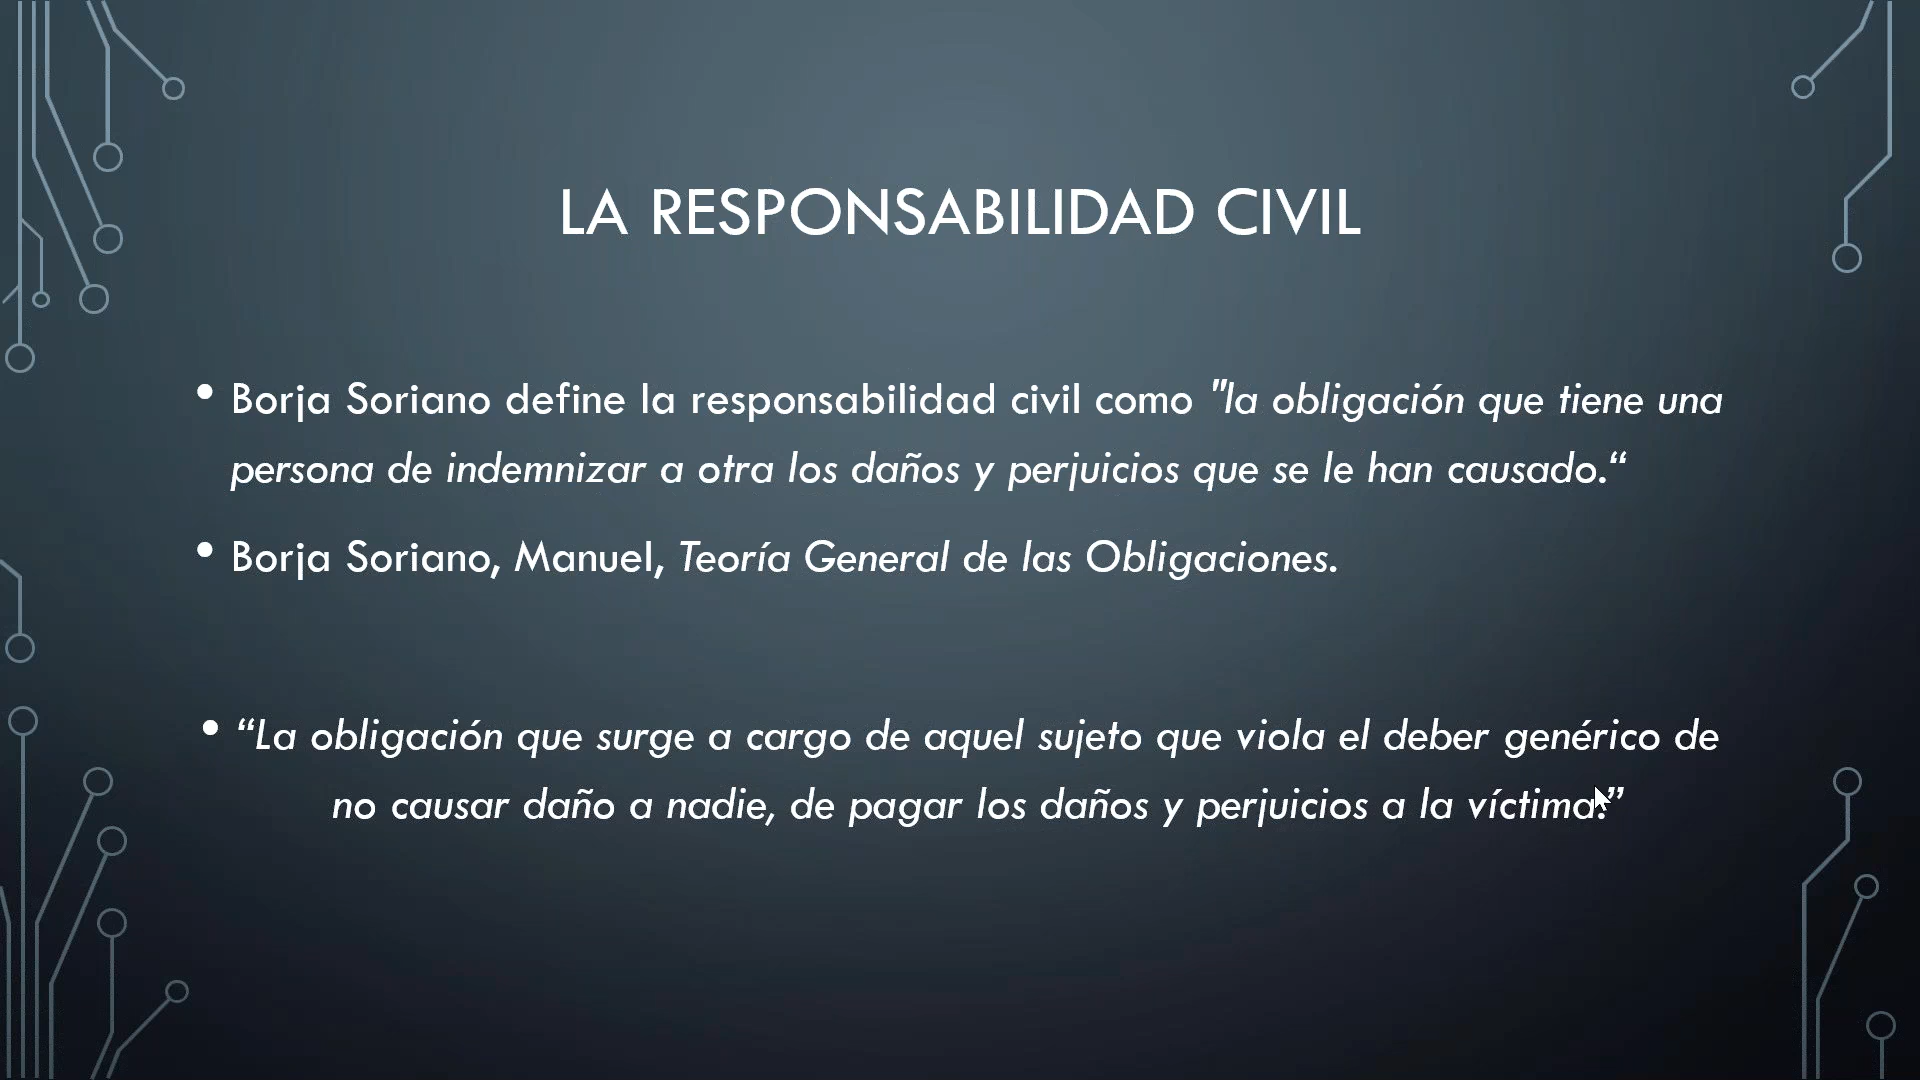 LA RESPONSABILIDAD CIVIL
• Borja Soriano define la responsabilidad civil como "la obligación que tiene una
persona de indemnizar a otra los daños y perjuicios que se le han causado.“
• Borja Soriano, Manuel, Teoría General de las Obligaciones.
• “La obligación que surge a cargo de aquel sujeto que viola el deber genérico de
no causar daño a nadie, de pagar los daños y perjuicios a la víctima.”